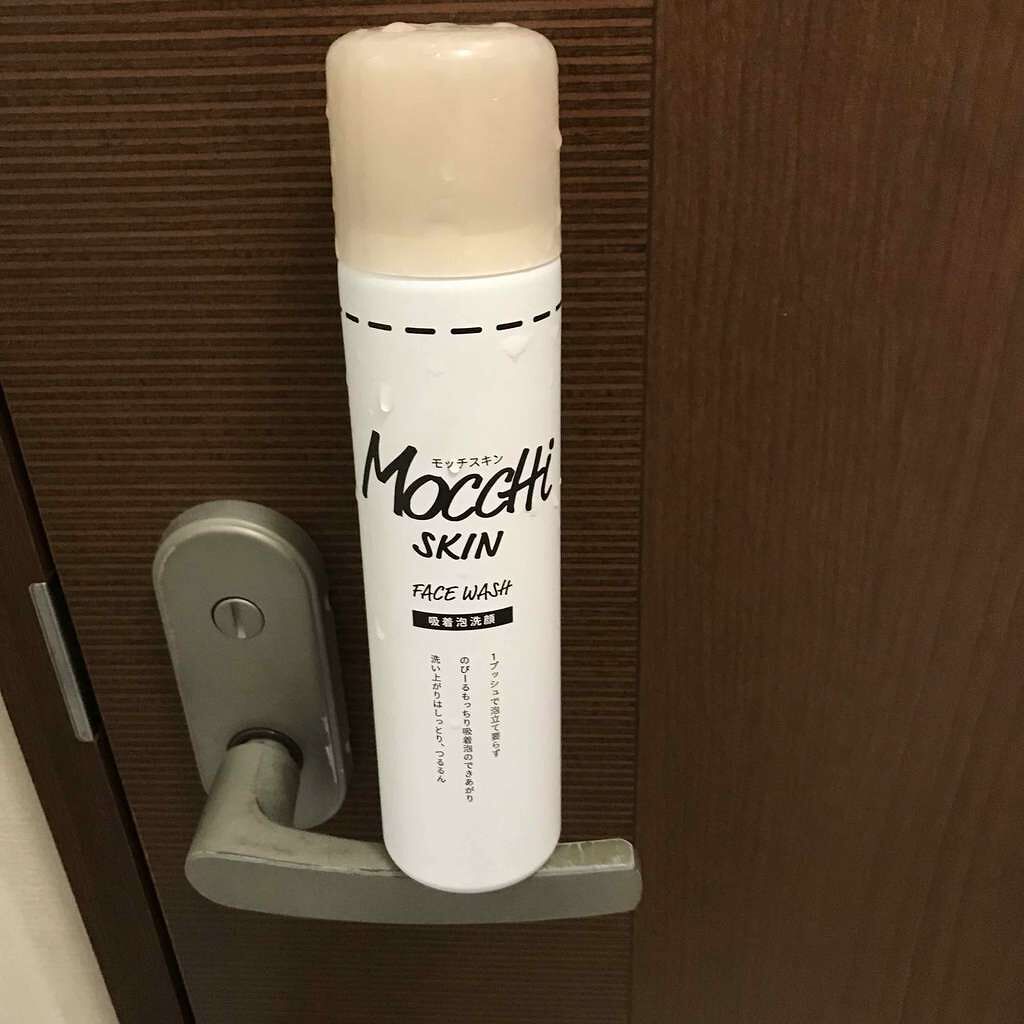 モッチスキン
MOCCHi
SKIN
FACE WASH
吸着泡洗顔
1プッシュで泡立て要らず
のびーるもっちり吸着泡のできあがり
洗い上がりはしっとり、つるるん